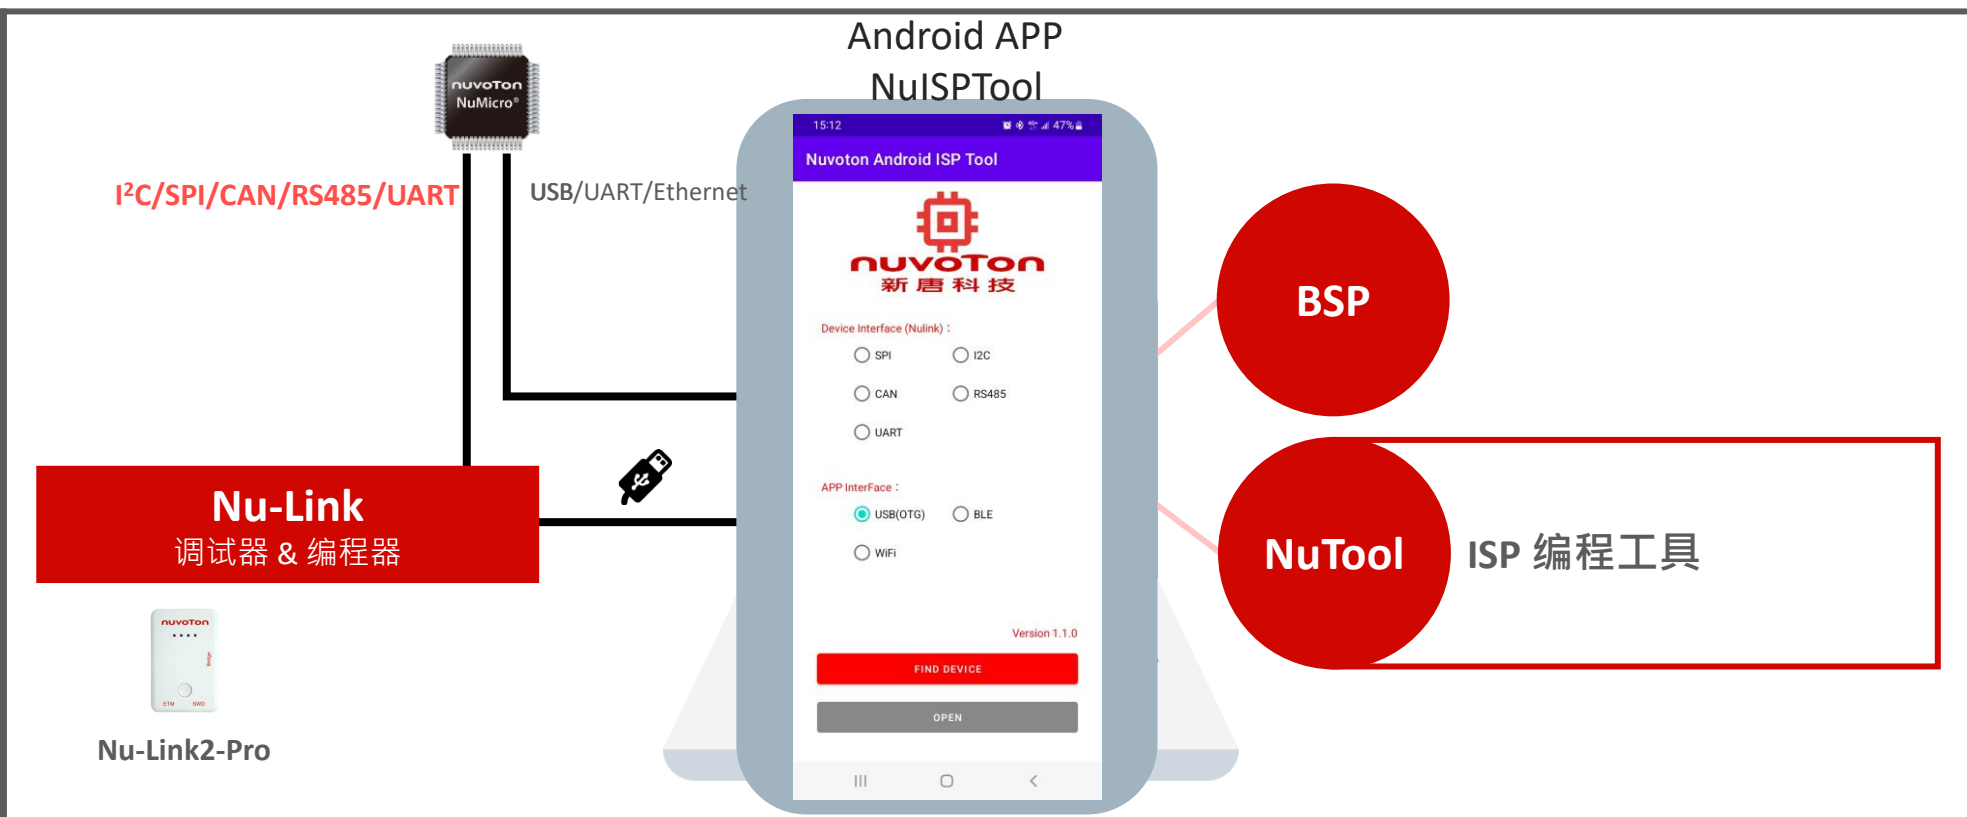 Android APP
NuISPTool
nuvoTon
NuMicro®
I²C/SPI/CAN/RS485/UART
USB/UART/Ethernet
15:12
47%
Nuvoton Android ISP Tool
nuvoTon
新唐科技
Device Interface (Nulink) :
SPI
I2C
CAN
RS485
UART
APP InterFace :
USB(OTG)
BLE
WiFi
Version 1.1.0
FIND DEVICE
OPEN
BSP
NuTool
ISP 编程工具
Nu-Link
调试器 & 编程器
nuvoTon
Bridge
ETM SWD
Nu-Link2-Pro